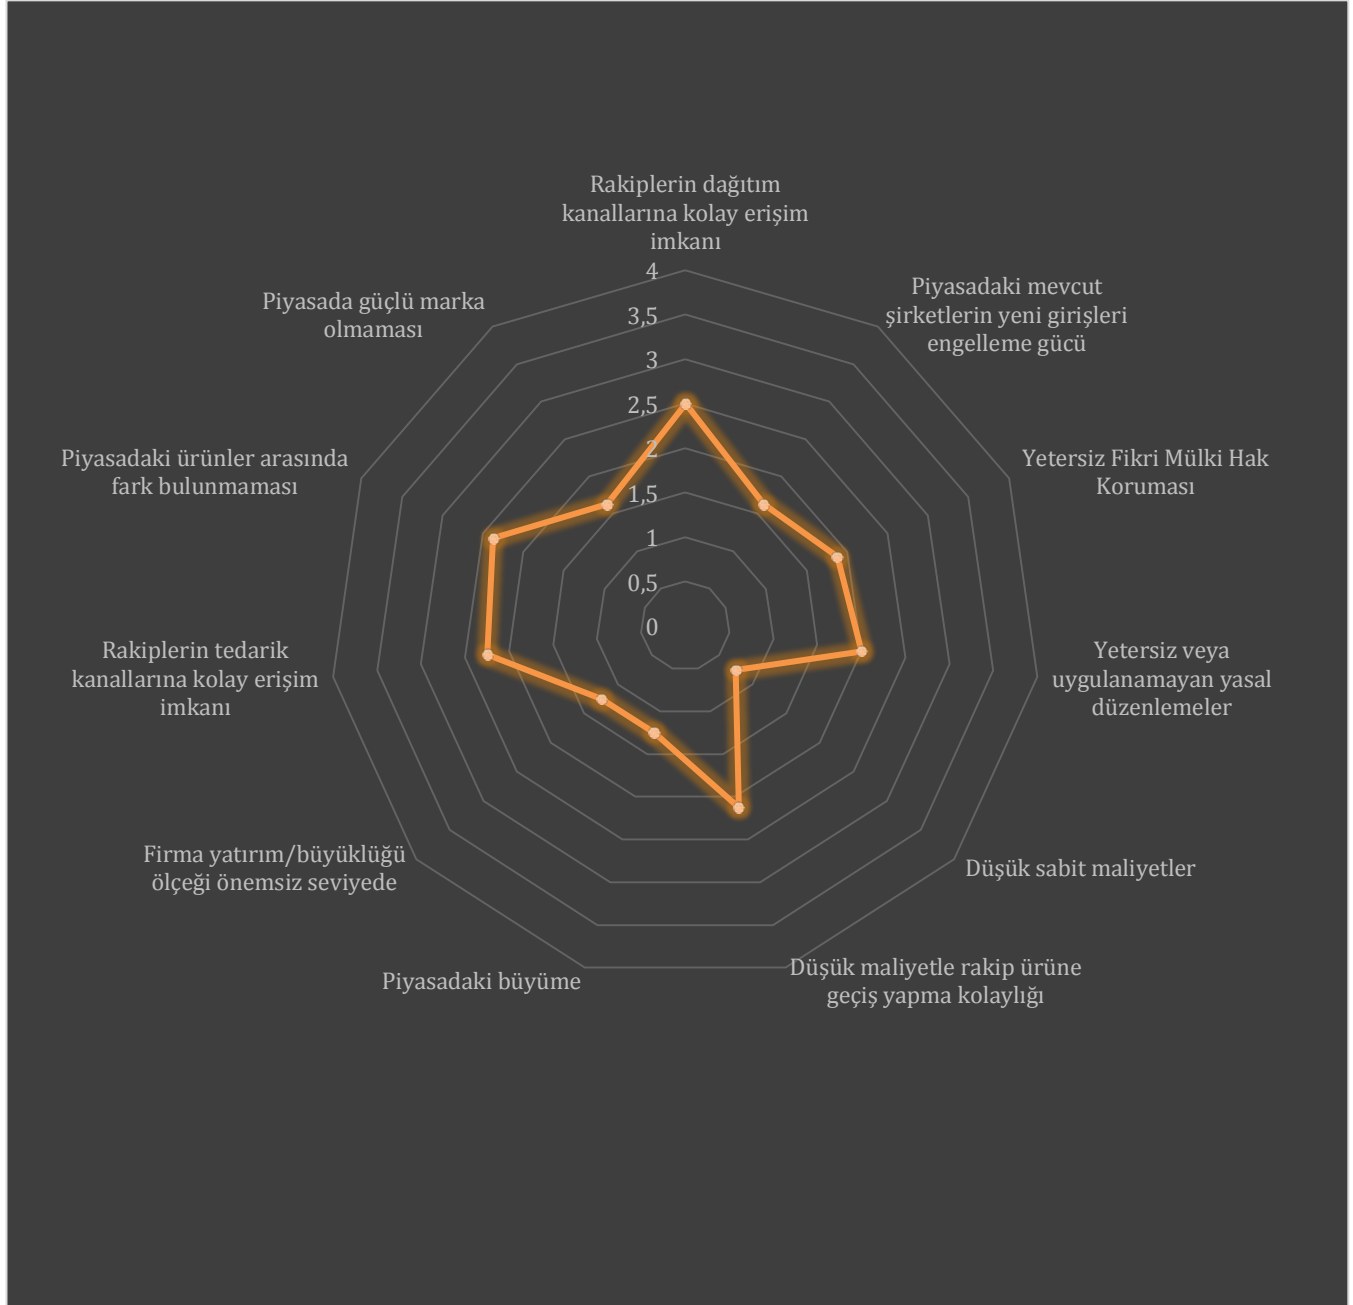 Rakiplerin dağıtım
kanallarına kolay erişim
imkanı
Piyasadaki mevcut
şirketlerin yeni girişleri
engelleme gücü
Yetersiz Fikri Mülki Hak
Koruması
Yetersiz veya
uygulanamayan yasal
düzenlemeler
Düşük sabit maliyetler
Düşük maliyetle rakip ürüne
geçiş yapma kolaylığı
Piyasadaki büyüme
Firma yatırım/büyüklüğü
ölçeği önemsiz seviyede
Rakiplerin tedarik
kanallarına kolay erişim
imkanı
Piyasadaki ürünler arasında
fark bulunmaması
Piyasada güçlü marka
olmaması
4
3,5
3
2,5
2
1,5
1
0,5
0